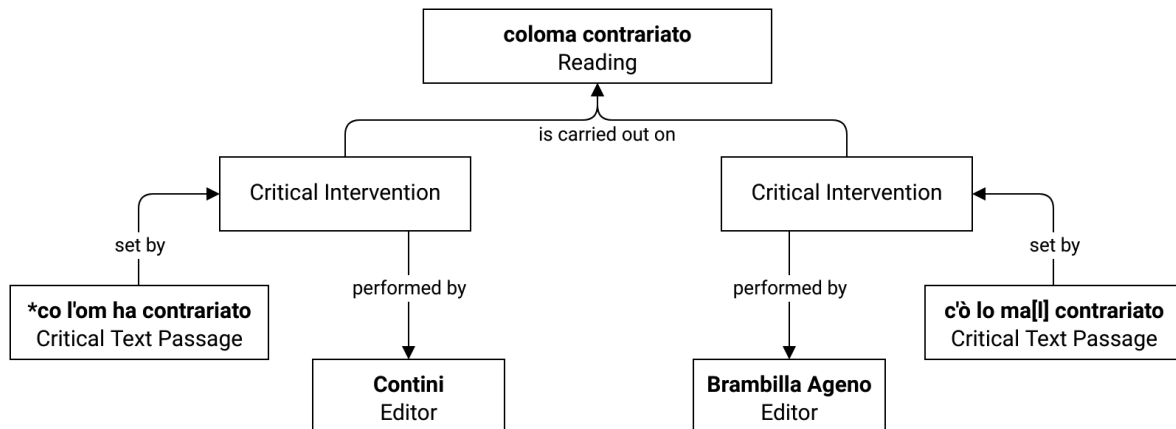 coloma contrariato
Reading
is carried out on
Critical Intervention
Critical Intervention
set by
set by
*co l'om ha contrariato
Critical Text Passage
performed by
performed by
c'ò lo ma[l] contrariato
Critical Text Passage
Contini
Editor
Brambilla Ageno
Editor